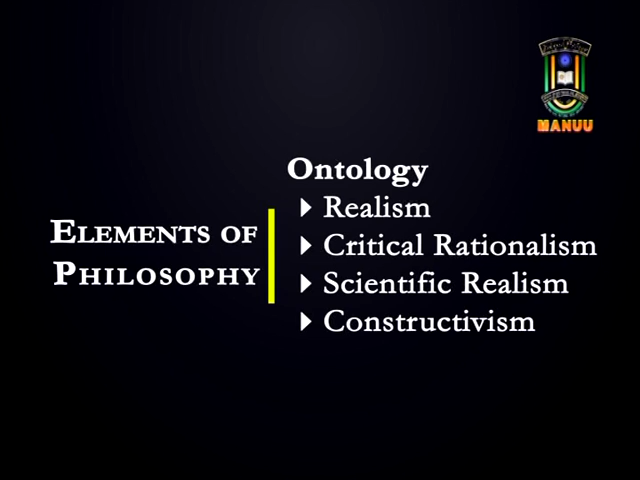 MANUU
Ontology
Realism
Critical Rationalism
Scientific Realism
Constructivism
ELEMENTS OF
PHILOSOPHY